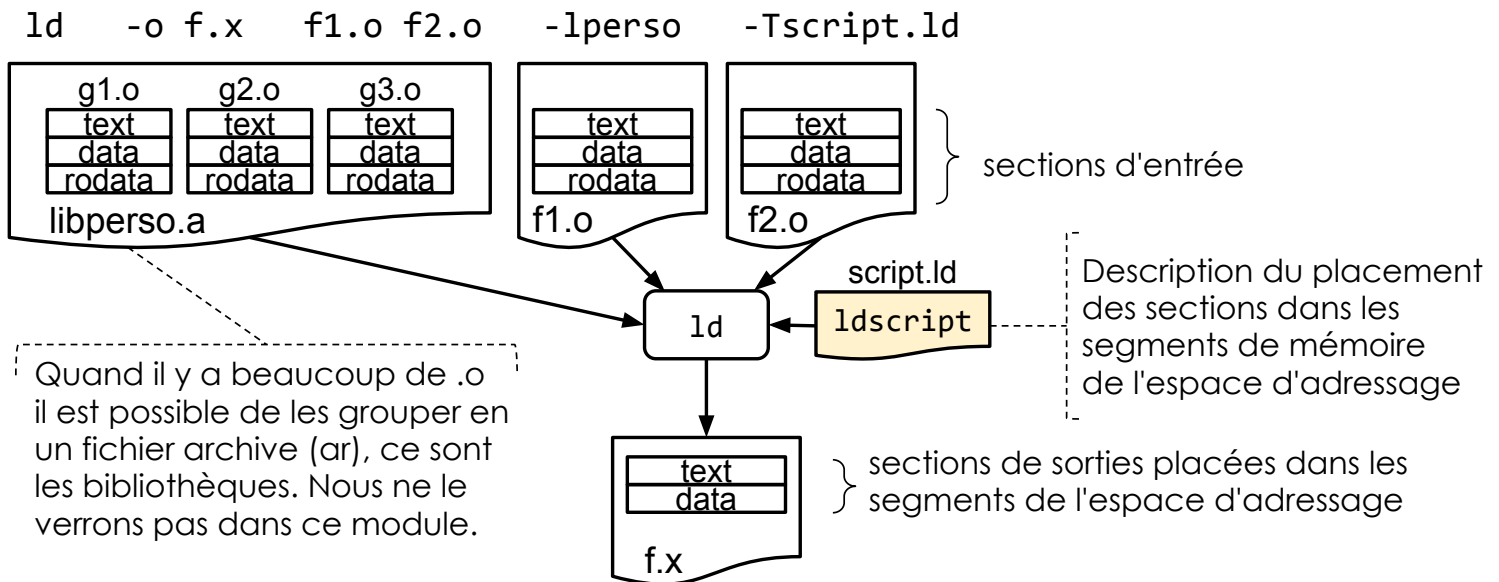 ld -o f.x f1.o f2.o -lperso -Tscript.ld
g1.o g2.o g3.o
text text text text text
data data data data data
rodata rodata rodata rodata rodata
sections d'entrée
libperso.a f1.o f2.o
script.ld
ld
ldscript
Description du placement
des sections dans les
segments de mémoire
de l'espace d'adressage
Quand il y a beaucoup de .o
il est possible de les grouper en
un fichier archive (ar), ce sont
les bibliothèques. Nous ne le
verrons pas dans ce module.
text
data
f.x
sections de sorties placées dans les
segments de l'espace d'adressage